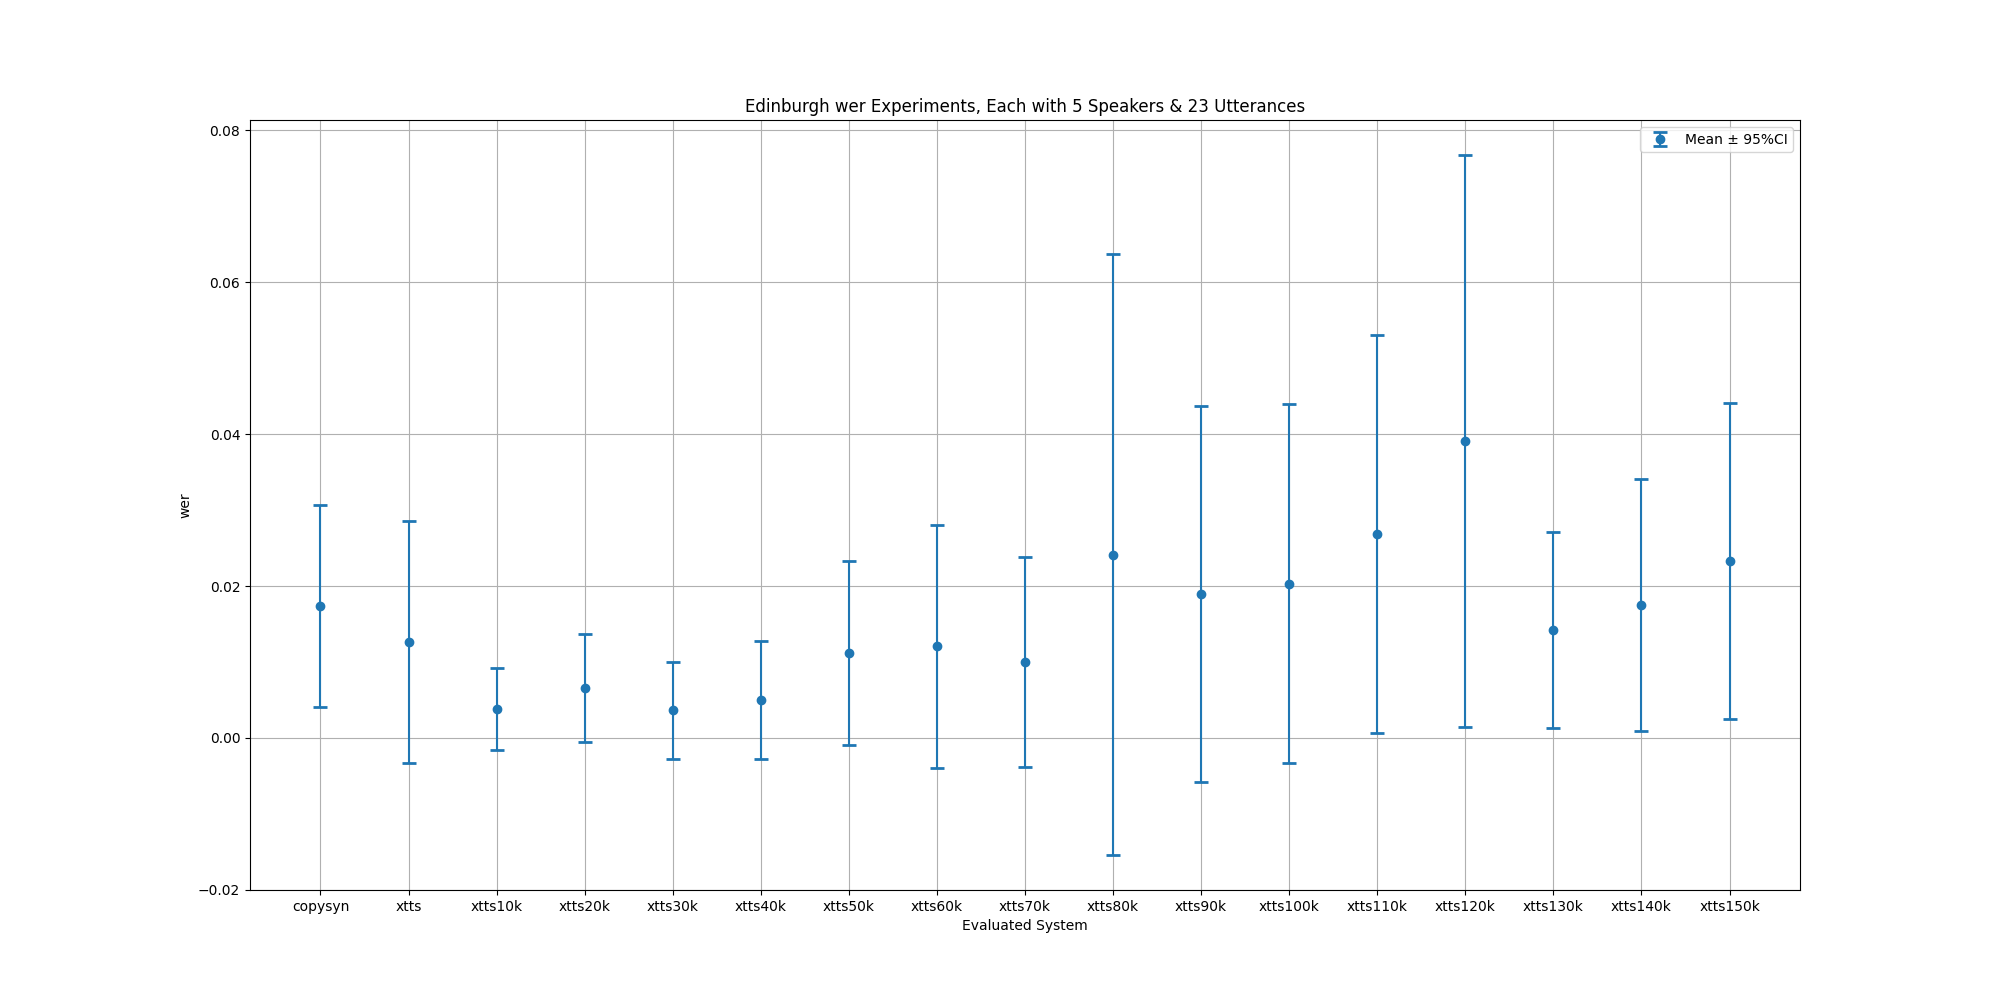 Edinburgh wer Experiments, Each with 5 Speakers & 23 Utterances
Mean ± 95%CI
0.08
0.06
0.04
0.02
0.00
−0.02
wer
copysyn xtts xtts10k xtts20k xtts30k xtts40k xtts50k xtts60k xtts70k xtts80k xtts90k xtts100k xtts110k xtts120k xtts130k xtts140k xtts150k
Evaluated System